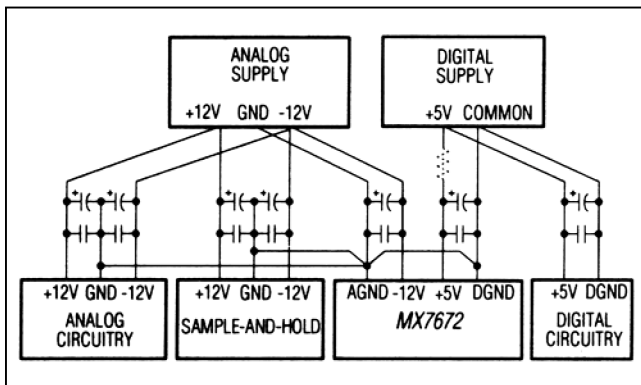 ANALOG SUPPLY
+12V GND -12V
DIGITAL SUPPLY
+5V COMMON
+ + + + + + +
+12V GND -12V
ANALOG CIRCUITRY
+12V GND -12V
SAMPLE-AND-HOLD
AGND -12V +5V DGND
MX7672
+5V DGND
DIGITAL CIRCUITRY